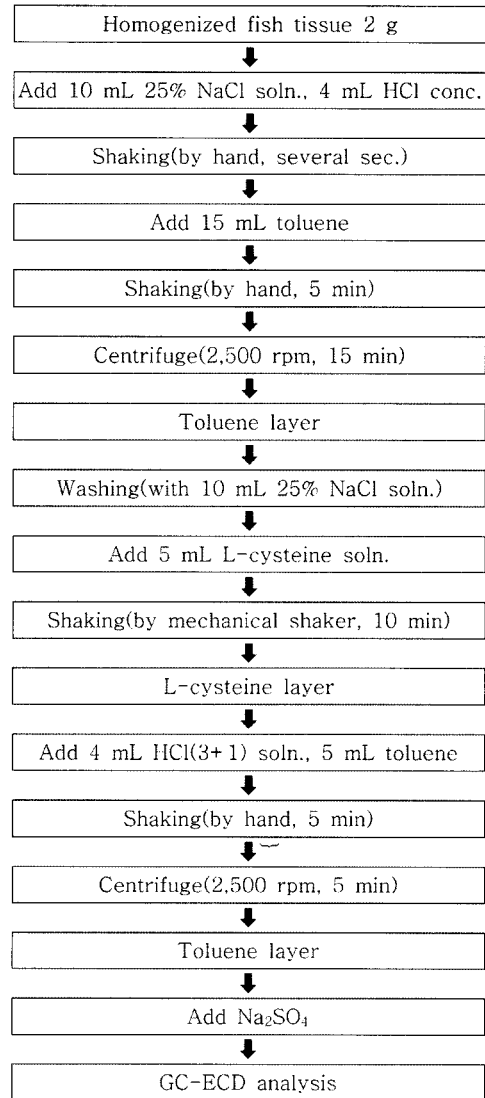 Homogenized fish tissue 2 g
Add 10 mL 25% NaCl soln., 4 mL HCl conc.
Shaking(by hand, several sec.)
Add 15 mL toluene
Shaking(by hand, 5 min)
Centrifuge(2,500 rpm, 15 min)
Toluene layer
Washing(with 10 mL 25% NaCl soln.)
Add 5 mL L-cysteine soln.
Shaking(by mechanical shaker, 10 min)
L-cysteine layer
Add 4 mL HCl(3+1) soln., 5 mL toluene
Shaking(by hand, 5 min)
Centrifuge(2,500 rpm, 5 min)
Toluene layer
Add Na₂SO₄
GC-ECD analysis